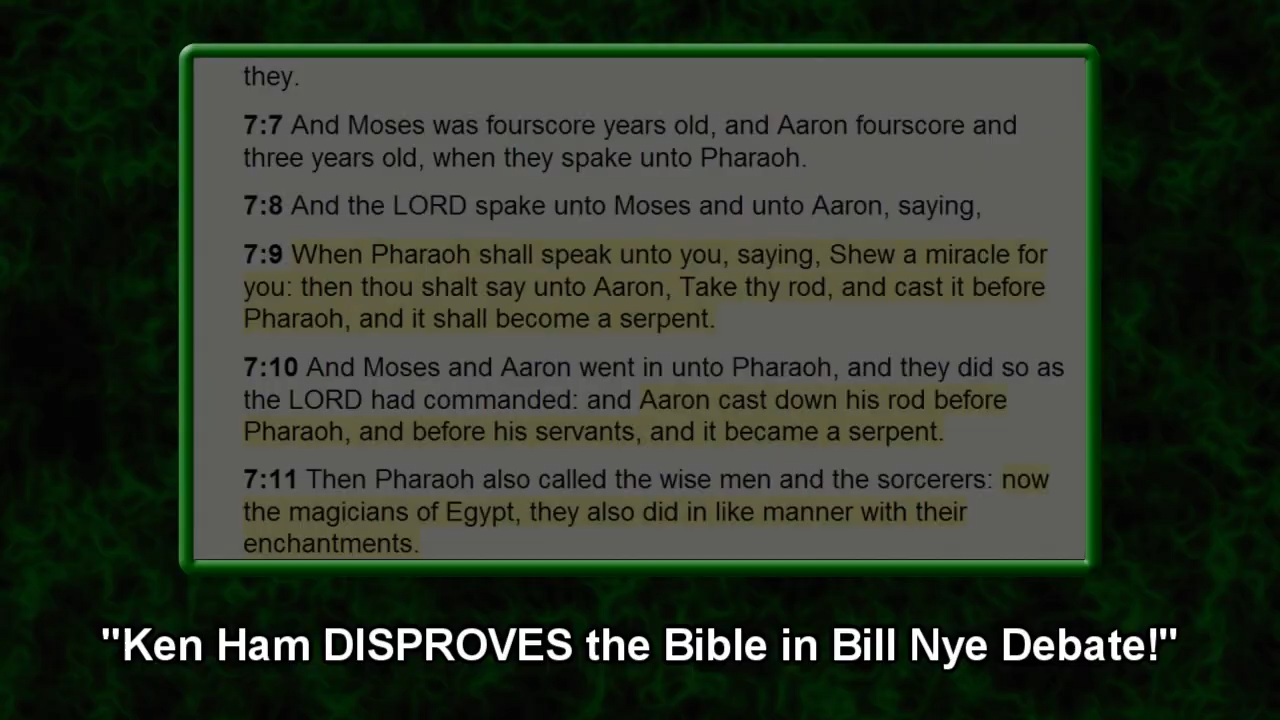 they.
7:7 And Moses was fourscore years old, and Aaron fourscore and
three years old, when they spake unto Pharaoh.
7:8 And the LORD spake unto Moses and unto Aaron, saying,
7:9 When Pharaoh shall speak unto you, saying, Shew a miracle for
you: then thou shalt say unto Aaron, Take thy rod, and cast it before
Pharaoh, and it shall become a serpent.
7:10 And Moses and Aaron went in unto Pharaoh, and they did so as
the LORD had commanded: and Aaron cast down his rod before
Pharaoh, and before his servants, and it became a serpent.
7:11 Then Pharaoh also called the wise men and the sorcerers: now
the magicians of Egypt, they also did in like manner with their
enchantments.
"Ken Ham DISPROVES the Bible in Bill Nye Debate!"